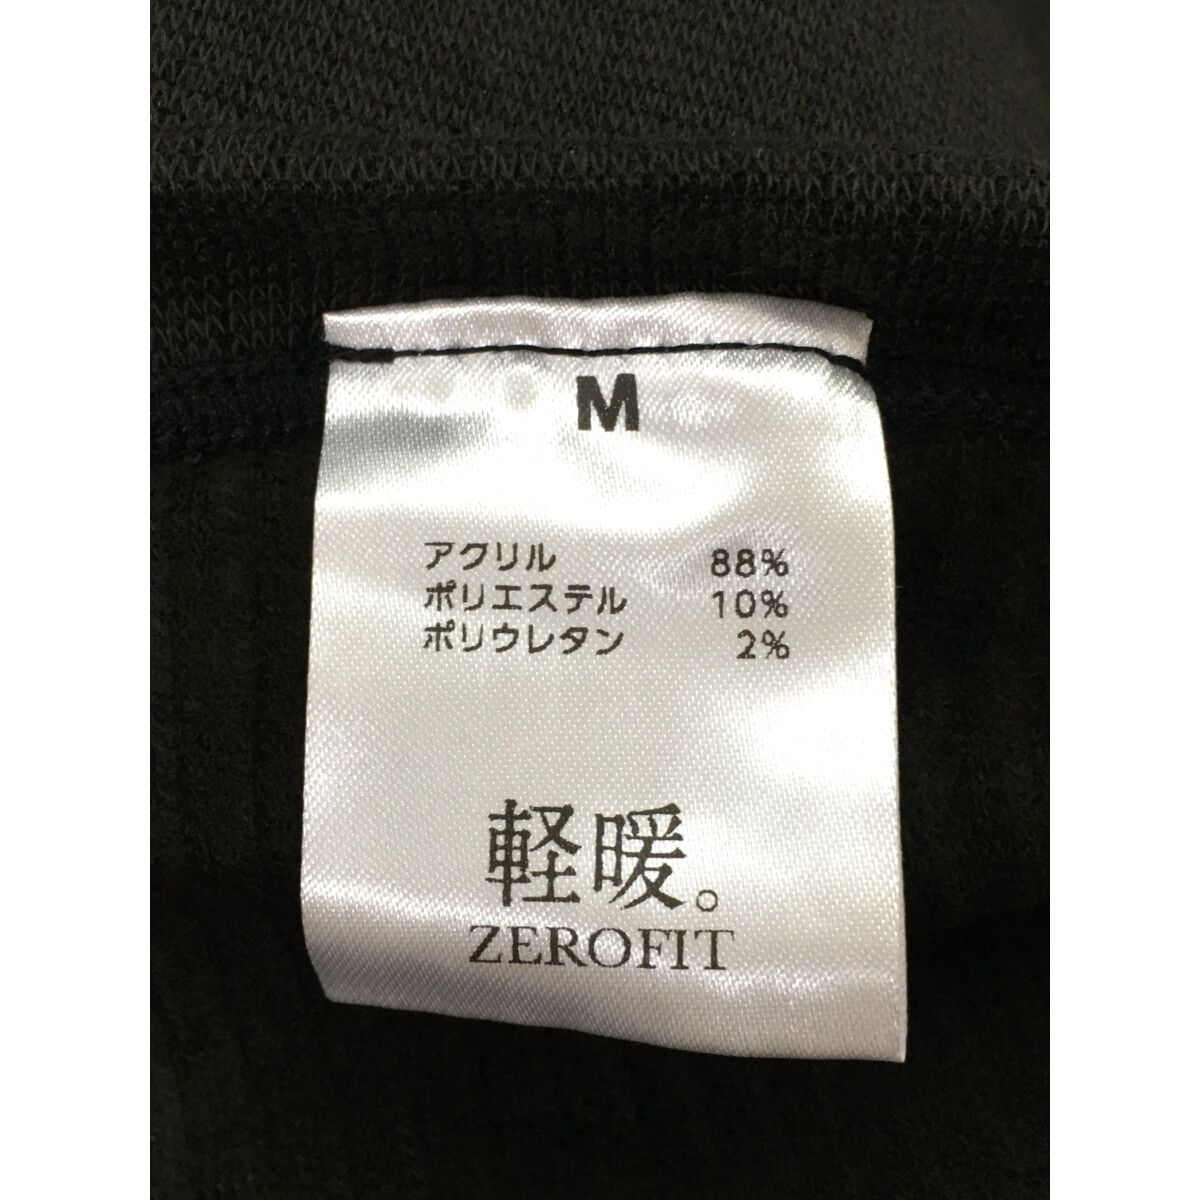 M
アクリル 88%
ポリエステル 10%
ポリウレタン 2%
軽暖。
ZEROFIT